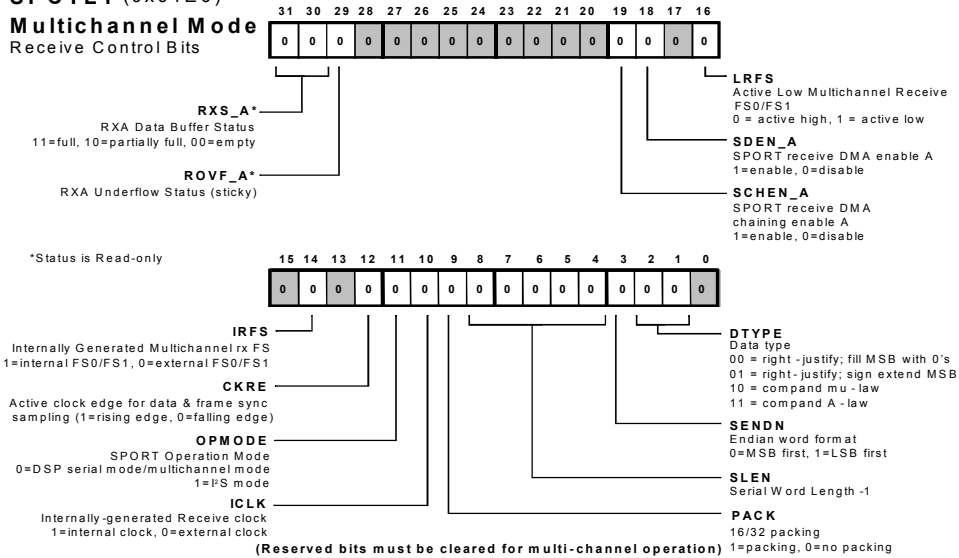 Multichannel Mode
Receive Control Bits
31 30 29 28 27 26 25 24 23 22 21 20 19 18 17 16
0 0 0 0 0 0 0 0 0 0 0 0 0 0 0 0
RXS_A*
RXA Data Buffer Status
11=full, 10=partially full, 00=empty
ROVF_A*
RXA Underflow Status (sticky)
LRFS
Active Low Multichannel Receive
FS0/FS1
0 = active high, 1 = active low
SDEN_A
SPORT receive DMA enable A
1=enable, 0=disable
SCHEN_A
SPORT receive DMA
chaining enable A
1=enable, 0=disable
*Status is Read-only
15 14 13 12 11 10 9 8 7 6 5 4 3 2 1 0
0 0 0 0 0 0 0 0 0 0 0 0 0 0 0 0
IRFS
Internally Generated Multichannel rx FS
1=internal FS0/FS1, 0=external FS0/FS1
CKRE
Active clock edge for data & frame sync
sampling (1=rising edge, 0=falling edge)
OPMODE
SPORT Operation Mode
0=DSP serial mode/multichannel mode
1=I²S mode
ICLK
Internally-generated Receive clock
1=internal clock, 0=external clock
DTYPE
Data type
00 = right-justify; fill MSB with 0's
01 = right-justify; sign extend MSB
10 = compand mu-law
11 = compand A-law
SENDN
Endian word format
0=MSB first, 1=LSB first
SLEN
Serial Word Length -1
PACK
16/32 packing
1=packing, 0=no packing
(Reserved bits must be cleared for multi-channel operation)